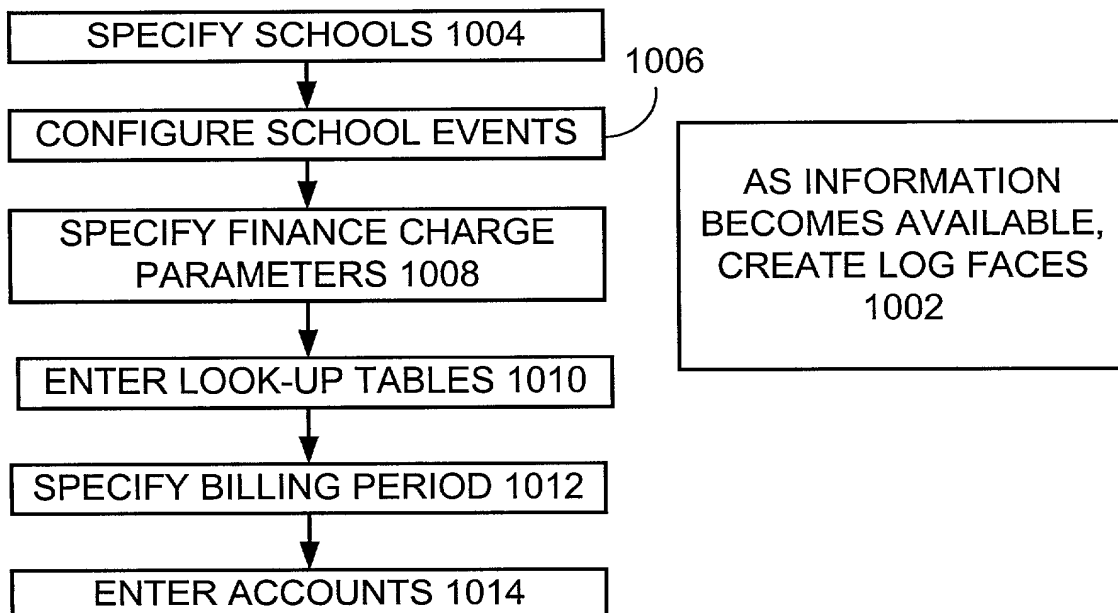 SPECIFY SCHOOLS 1004
1006
CONFIGURE SCHOOL EVENTS
SPECIFY FINANCE CHARGE
PARAMETERS 1008
ENTER LOOK-UP TABLES 1010
SPECIFY BILLING PERIOD 1012
ENTER ACCOUNTS 1014
AS INFORMATION
BECOMES AVAILABLE,
CREATE LOG FACES
1002